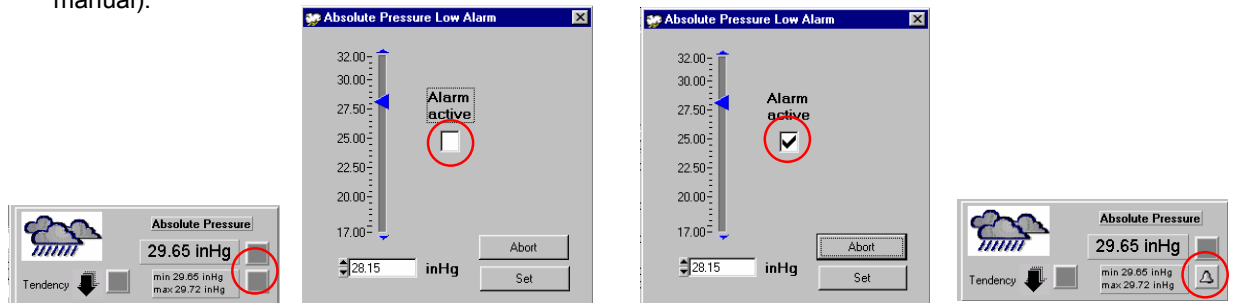 manual).
Absolute Pressure Low Alarm
32.00
30.00
27.50
25.00
22.50
20.00
17.00
Alarm
active
28.15 inHg
Abort
Set
Absolute Pressure Low Alarm
32.00
30.00
27.50
25.00
22.50
20.00
17.00
Alarm
active
28.15 inHg
Abort
Set
Absolute Pressure
29.65 inHg
Tendency
min 29.65 inHg
max 29.72 inHg
Absolute Pressure
29.65 inHg
Tendency
min 29.65 inHg
max 29.72 inHg